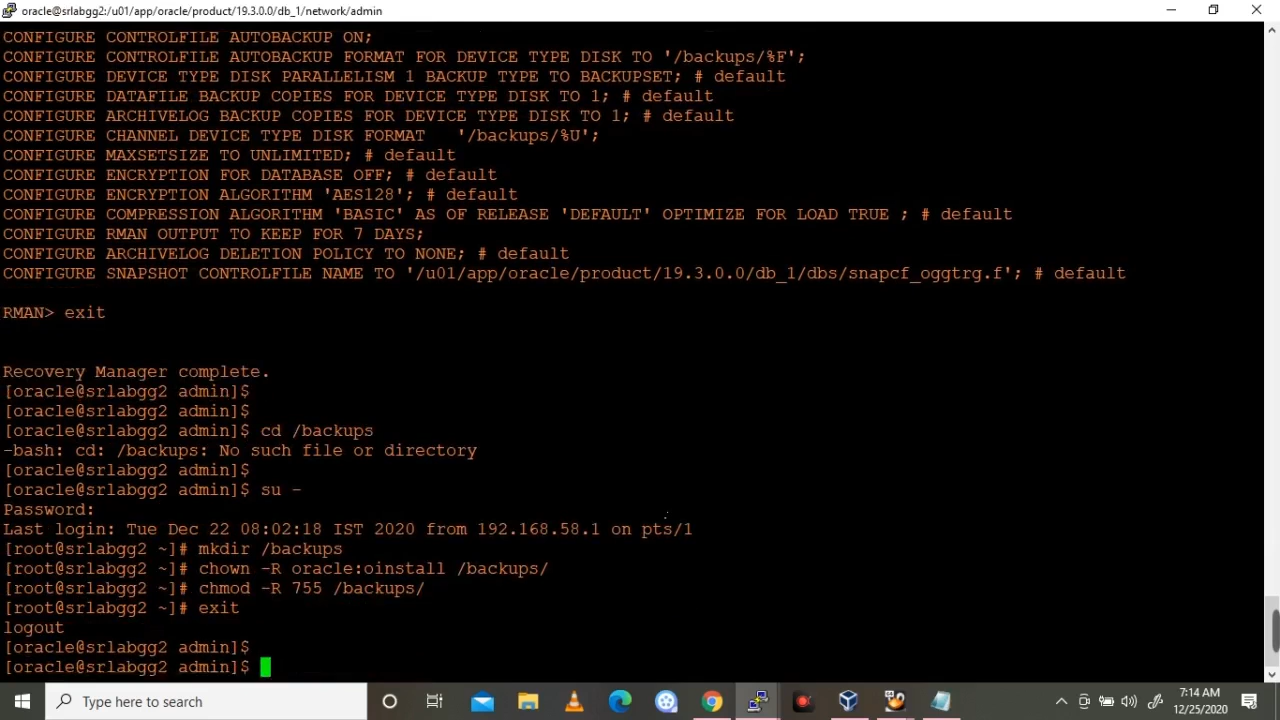 oracle@srlabgg2:/u01/app/oracle/product/19.3.0.0/db_1/network/admin
CONFIGURE CONTROLFILE AUTOBACKUP ON;
CONFIGURE CONTROLFILE AUTOBACKUP FORMAT FOR DEVICE TYPE DISK TO '/backups/%F';
CONFIGURE DEVICE TYPE DISK PARALLELISM 1 BACKUP TYPE TO BACKUPSET; # default
CONFIGURE DATAFILE BACKUP COPIES FOR DEVICE TYPE DISK TO 1; # default
CONFIGURE ARCHIVELOG BACKUP COPIES FOR DEVICE TYPE DISK TO 1; # default
CONFIGURE CHANNEL DEVICE TYPE DISK FORMAT   '/backups/%U';
CONFIGURE MAXSETSIZE TO UNLIMITED; # default
CONFIGURE ENCRYPTION FOR DATABASE OFF; # default
CONFIGURE ENCRYPTION ALGORITHM 'AES128'; # default
CONFIGURE COMPRESSION ALGORITHM 'BASIC' AS OF RELEASE 'DEFAULT' OPTIMIZE FOR LOAD TRUE ; # default
CONFIGURE RMAN OUTPUT TO KEEP FOR 7 DAYS;
CONFIGURE ARCHIVELOG DELETION POLICY TO NONE; # default
CONFIGURE SNAPSHOT CONTROLFILE NAME TO '/u01/app/oracle/product/19.3.0.0/db_1/dbs/snapcf_oggtrg.f'; # default
RMAN> exit
Recovery Manager complete.
[oracle@srlabgg2 admin]$
[oracle@srlabgg2 admin]$
[oracle@srlabgg2 admin]$ cd /backups
-bash: cd: /backups: No such file or directory
[oracle@srlabgg2 admin]$
[oracle@srlabgg2 admin]$ su -
Password:
Last login: Tue Dec 22 08:02:18 IST 2020 from 192.168.58.1 on pts/1
[root@srlabgg2 ~]# mkdir /backups
[root@srlabgg2 ~]# chown -R oracle:oinstall /backups/
[root@srlabgg2 ~]# chmod -R 755 /backups/
[root@srlabgg2 ~]# exit
logout
[oracle@srlabgg2 admin]$
[oracle@srlabgg2 admin]$
Type here to search
7:14 AM
12/25/2020